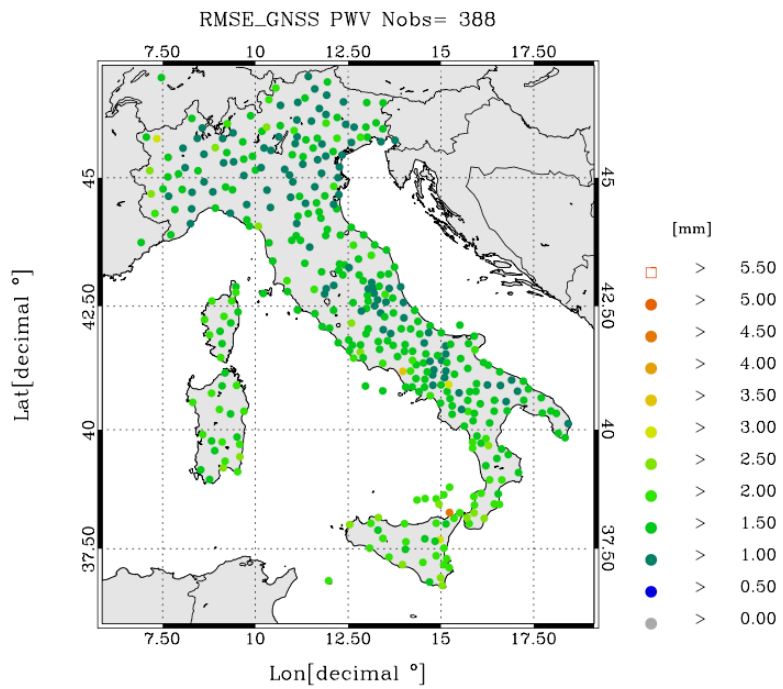 RMSE_GNSS PWV Nobs= 388
7.50 10 12.50 15 17.50
45 45
42.50 42.50
40 40
37.50 37.50
7.50 10 12.50 15 17.50
Lon[decimal °]
Lat[decimal °]
[mm]
> 5.50
> 5.00
> 4.50
> 4.00
> 3.50
> 3.00
> 2.50
> 2.00
> 1.50
> 1.00
> 0.50
> 0.00